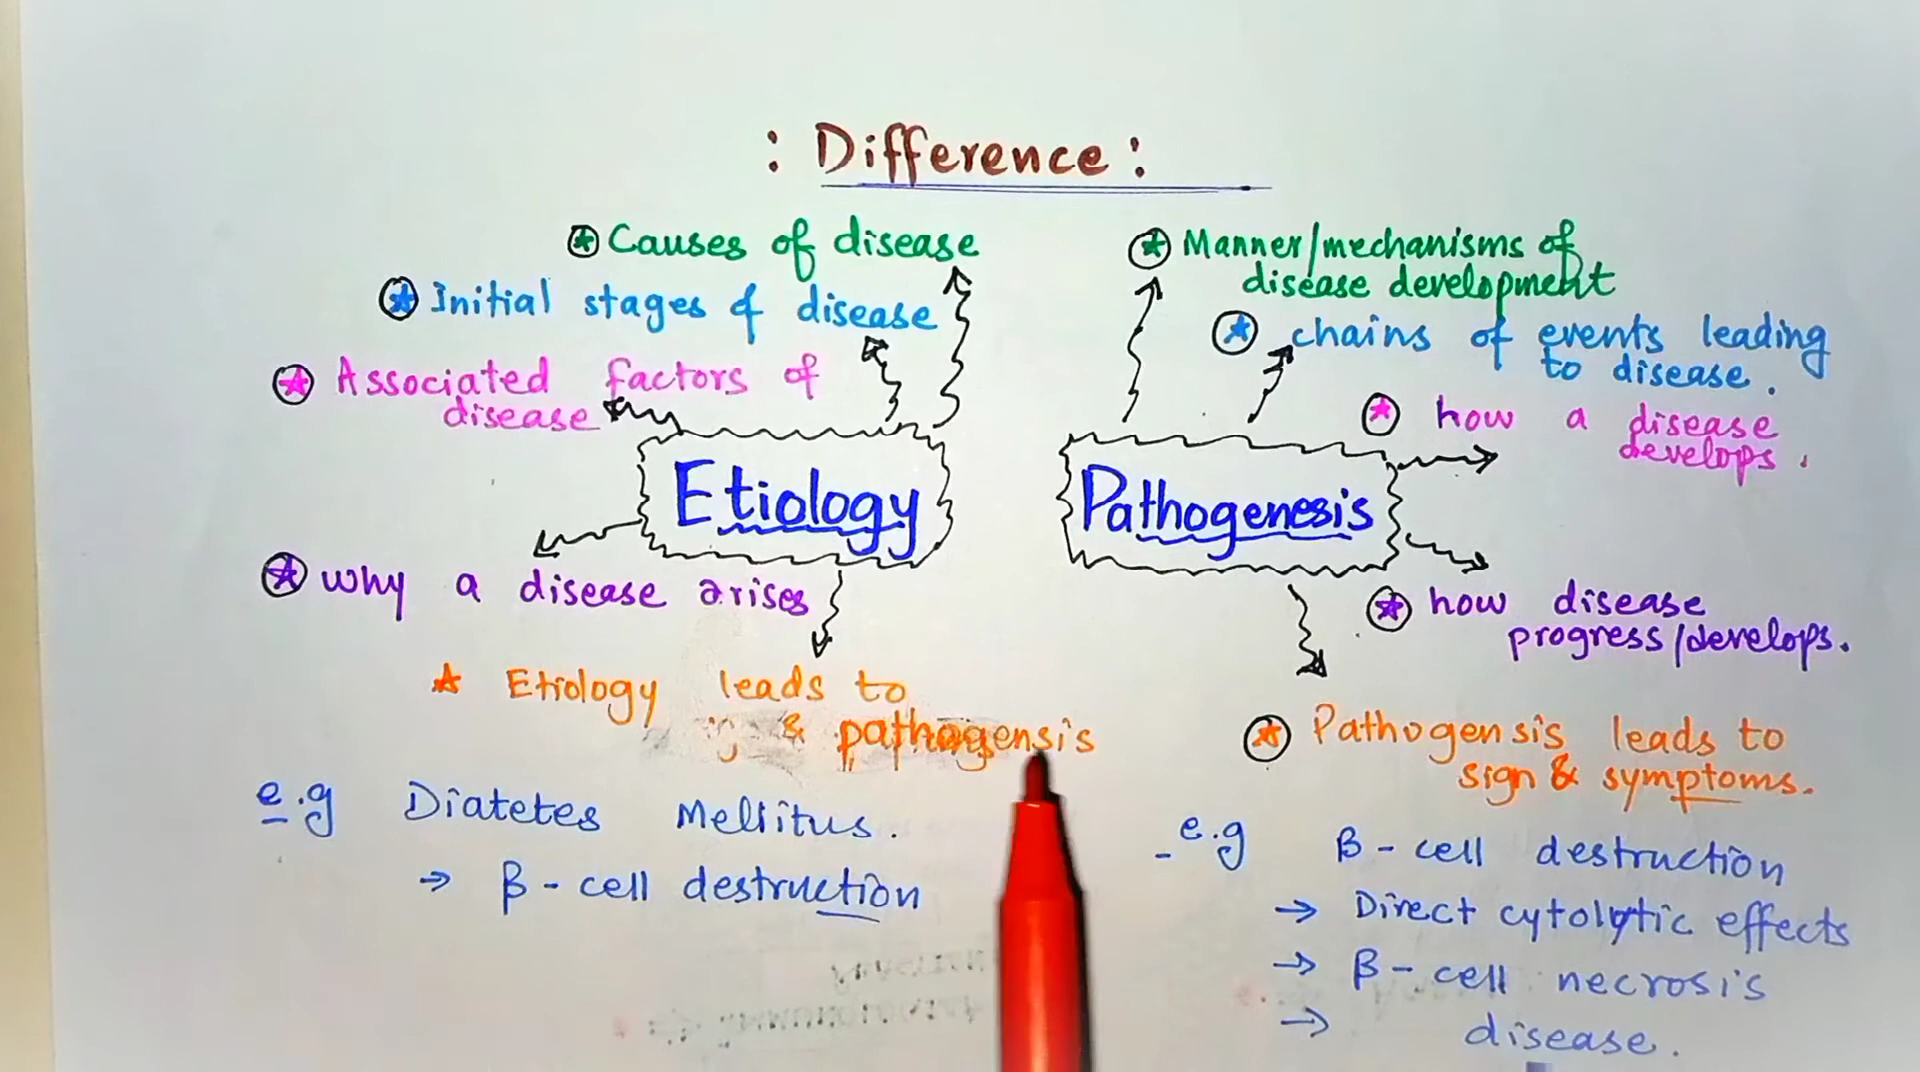 : Difference :
Causes of disease
Initial stages of disease
Associated factors of
disease
Etiology
why a disease arises
Etiology leads to
& pathogensis
e.g Diatetes Mellitus.
→ β - cell destruction
Manner/mechanisms of
disease development
chains of events leading
to disease.
how a disease
develops.
Pathogenesis
how disease
progress/develops.
Pathogensis leads to
sign & symptoms.
e.g β - cell destruction
→ Direct cytolytic effects
→ β - cell necrosis
→ disease.